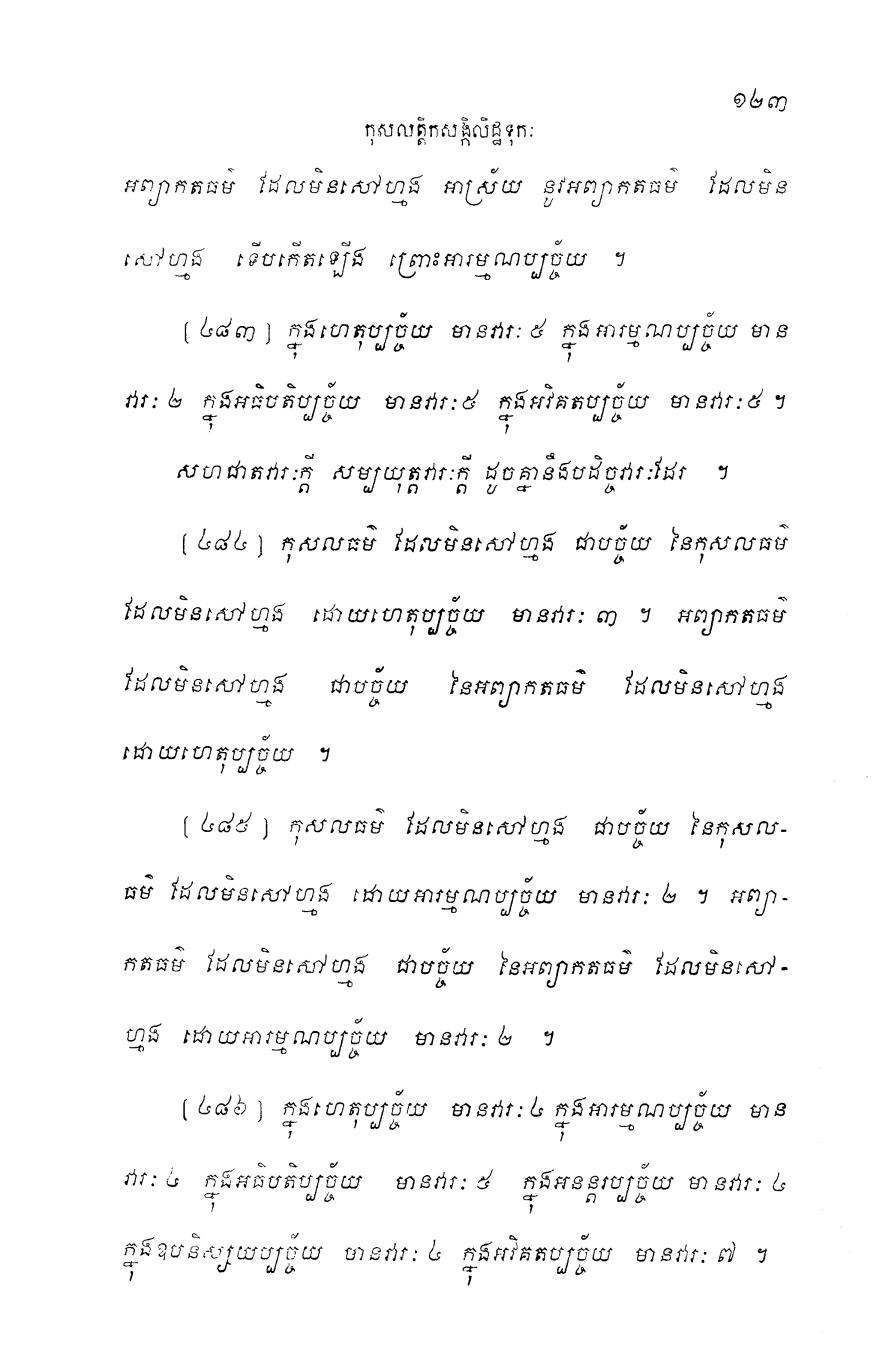 ១២៣
កុសលត្តិកសង្កិលិដ្ឋទុកៈ
អព្យាកតធម៌ ដែលមិនសៅហ្មង អាស្រ័យ នូវអព្យាកតធម៌ ដែលមិន
សៅហ្មង ទើបកើតឡើង ព្រោះអារម្មណប្បច្ច័យ ។
[៤៨៣] ក្នុងហេតុប្បច្ច័យ មានវារៈ ៥ ក្នុងអារម្មណប្បច្ច័យ មាន
វារៈ ២ ក្នុងអធិបតិប្បច្ច័យ មានវារៈ ៥ ក្នុងអវិគតប្បច្ច័យ មានវារៈ ៥ ។
សហជាតវារៈក្តី សម្បយុត្តវារៈក្តី ដូចគ្នានឹងបដិច្ចវារៈដែរ ។
[៤៨៤] កុសលធម៌ ដែលមិនសៅហ្មង ជាបច្ច័យ នៃកុសលធម៌
ដែលមិនសៅហ្មង ដោយហេតុប្បច្ច័យ មានវារៈ ៣ ។ អព្យាកតធម៌
ដែលមិនសៅហ្មង ជាបច្ច័យ នៃអព្យាកតធម៌ ដែលមិនសៅហ្មង
ដោយហេតុប្បច្ច័យ ។
[៤៨៥] កុសលធម៌ ដែលមិនសៅហ្មង ជាបច្ច័យ នៃកុសល-
ធម៌ ដែលមិនសៅហ្មង ដោយអារម្មណប្បច្ច័យ មានវារៈ ២ ។ អព្យា-
កតធម៌ ដែលមិនសៅហ្មង ជាបច្ច័យ នៃអព្យាកតធម៌ ដែលមិនសៅ-
ហ្មង ដោយអារម្មណប្បច្ច័យ មានវារៈ ២ ។
[៤៨៦] ក្នុងហេតុប្បច្ច័យ មានវារៈ ៤ ក្នុងអារម្មណប្បច្ច័យ មាន
វារៈ ៤ ក្នុងអធិបតិប្បច្ច័យ មានវារៈ ៥ ក្នុងអនន្តរប្បច្ច័យ មានវារៈ ៤
ក្នុងឧបនិស្សយប្បច្ច័យ មានវារៈ ៤ ក្នុងអវិគតប្បច្ច័យ មានវារៈ ៧ ។